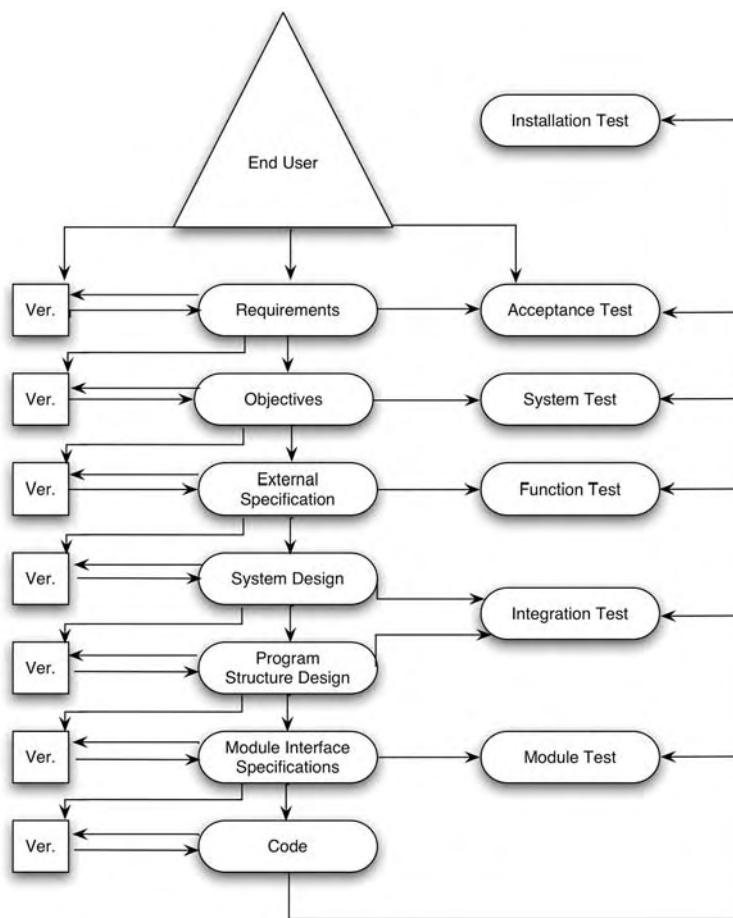 End User
Installation Test
Ver.
Requirements
Acceptance Test
Ver.
Objectives
System Test
Ver.
External
Specification
Function Test
Ver.
System Design
Integration Test
Ver.
Program
Structure Design
Ver.
Module Interface
Specifications
Module Test
Ver.
Code